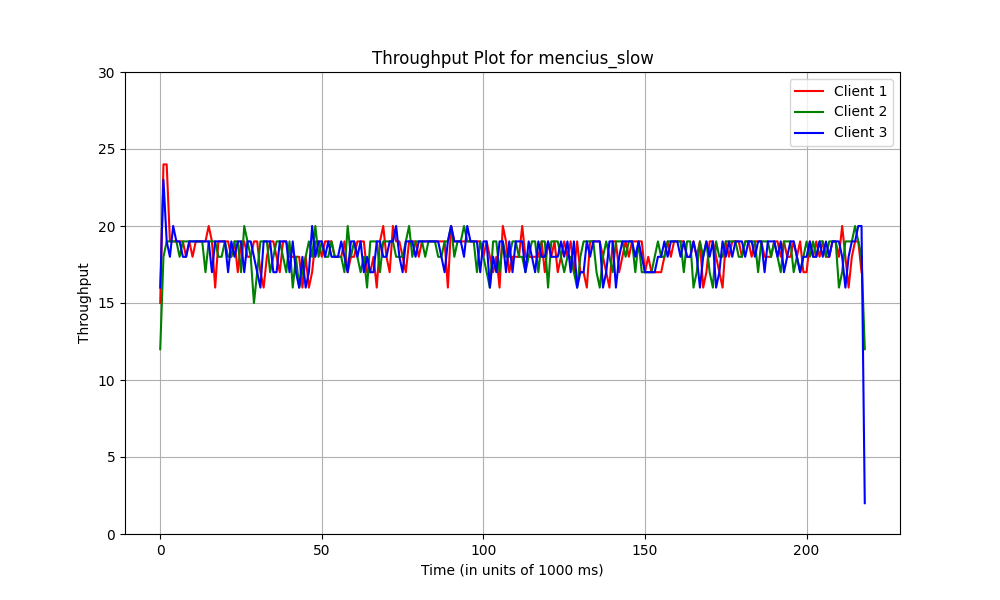 Throughput Plot for mencius_slow
30
25
20
15
10
5
0
Throughput
Client 1
Client 2
Client 3
0
50
100
150
200
Time (in units of 1000 ms)